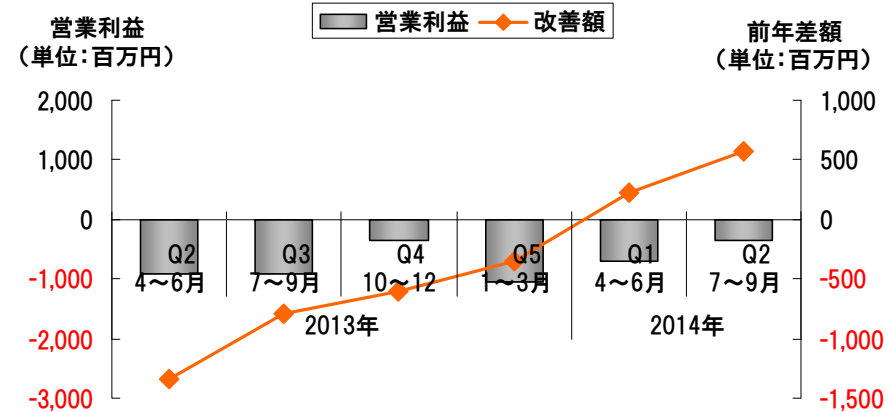 営業利益
（単位：百万円）
営業利益 改善額
前年差額
（単位：百万円）
2,000
1,000
0
-1,000
-2,000
-3,000
1,000
500
0
-500
-1,000
-1,500
Q2 Q3 Q4 Q5 Q1 Q2
4～6月 7～9月 10～12 1～3月 4～6月 7～9月
2013年 2014年